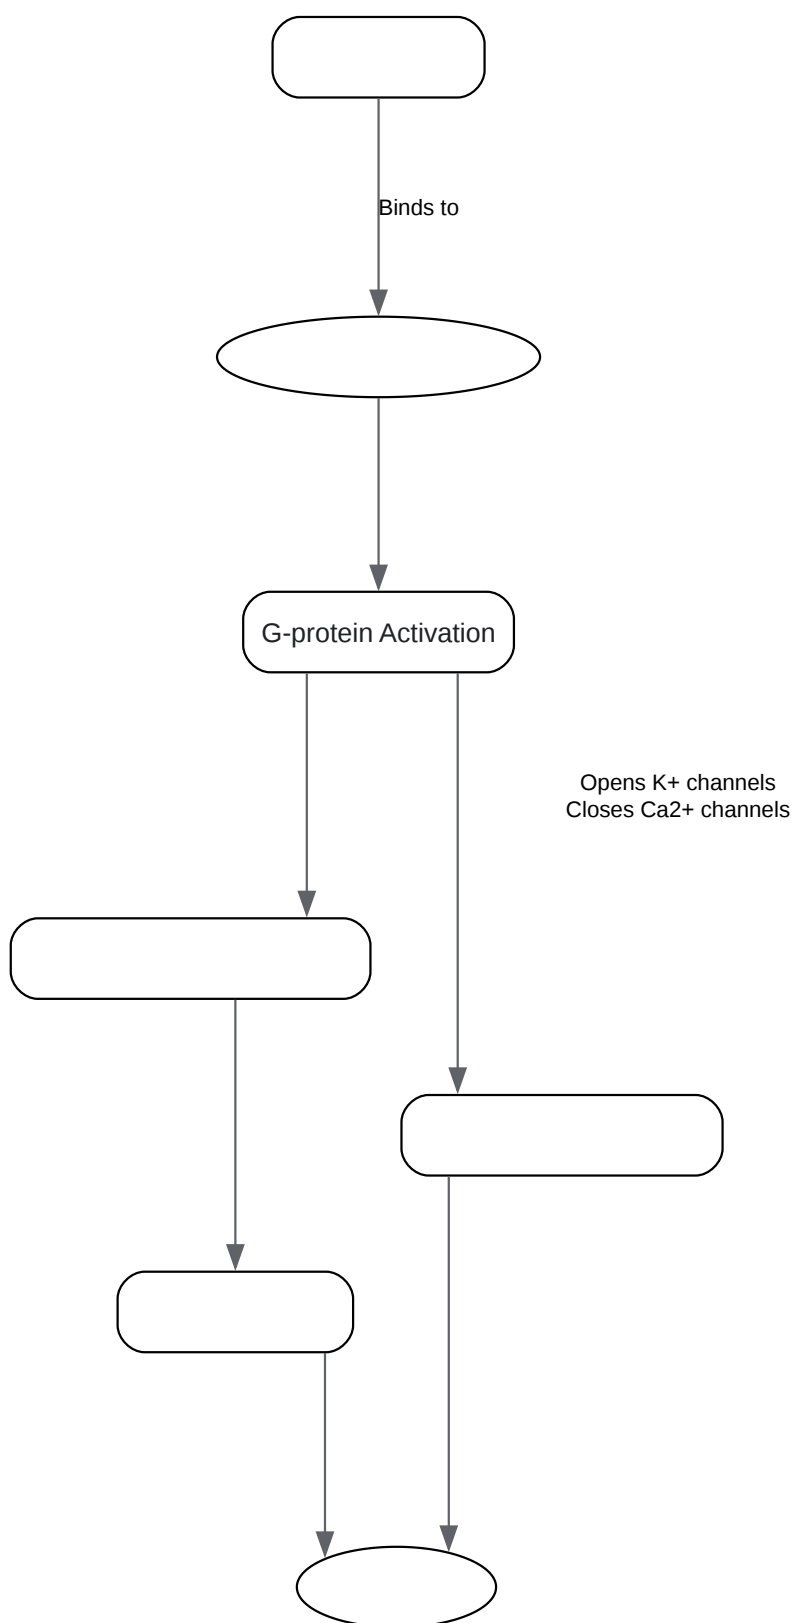 Binds to
G-protein Activation
Opens K+ channels
Closes Ca2+ channels